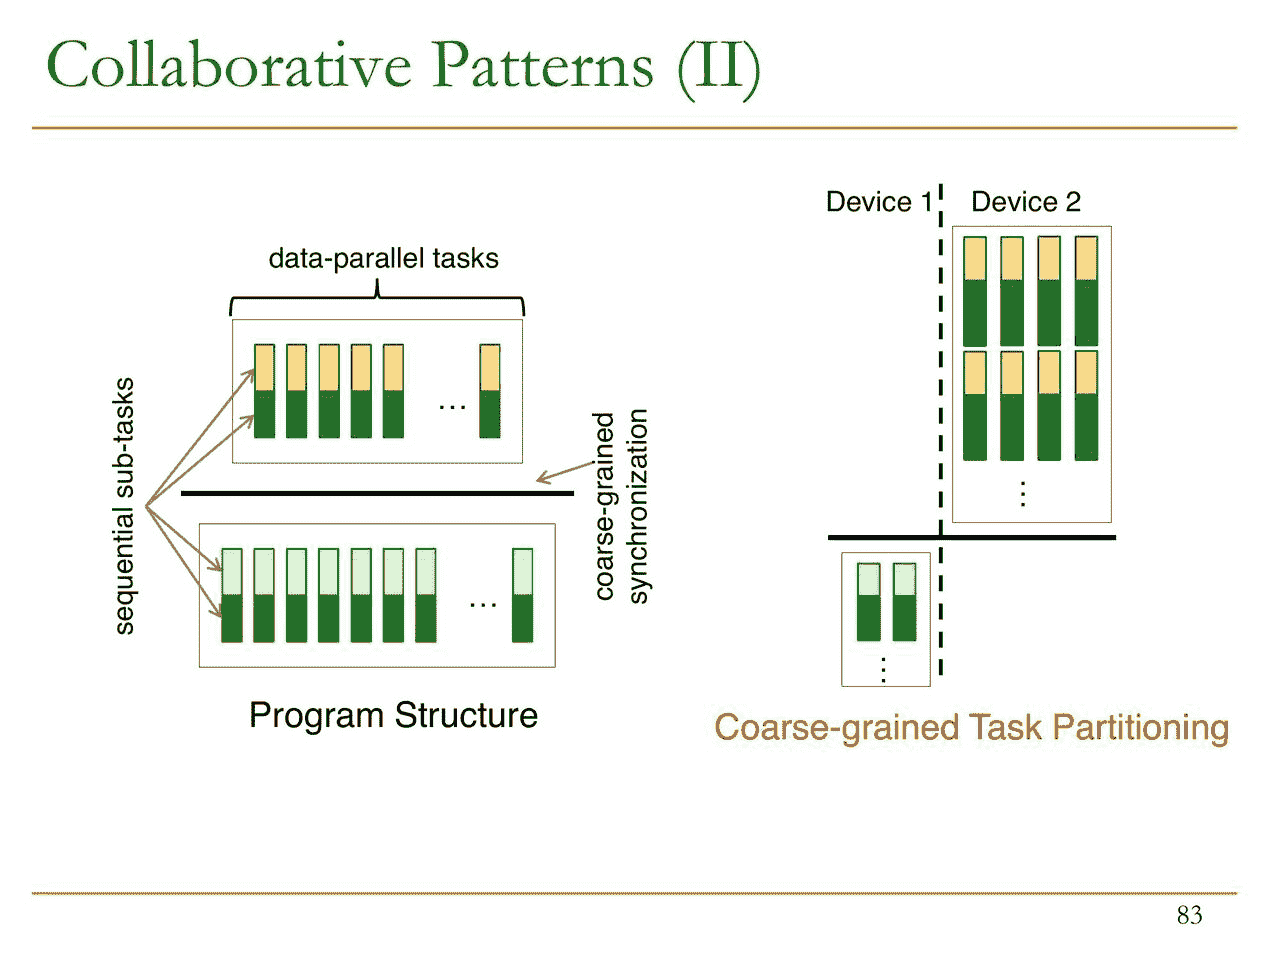 Collaborative Patterns (II)
data-parallel tasks
sequential sub-tasks
coarse-grained
synchronization
...
...
Program Structure
Device 1
Device 2
...
...
Coarse-grained Task Partitioning
83